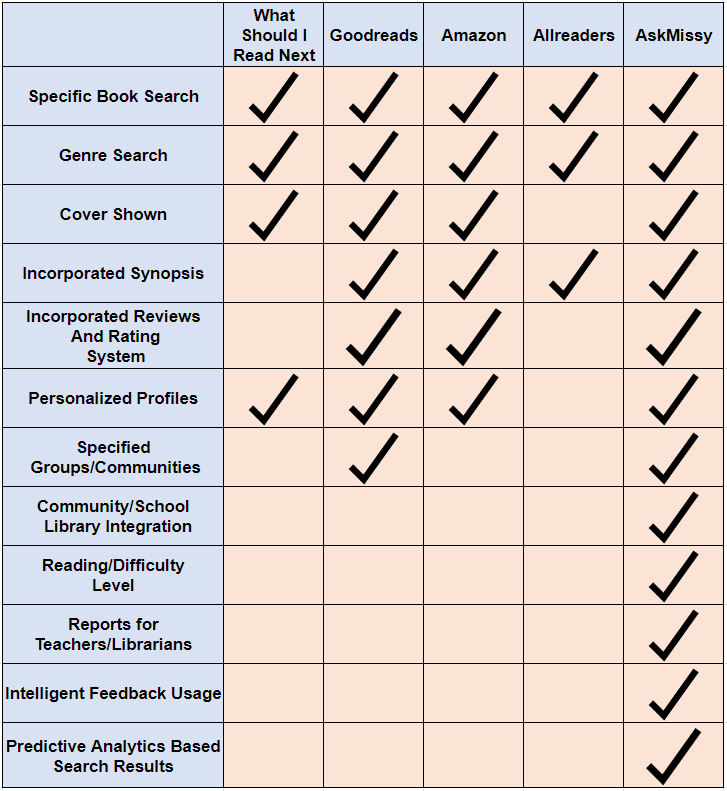 What
Should I
Read Next
Goodreads
Amazon
Allreaders
AskMissy
Specific Book Search
Genre Search
Cover Shown
Incorporated Synopsis
Incorporated Reviews
And Rating
System
Personalized Profiles
Specified
Groups/Communities
Community/School
Library Integration
Reading/Difficulty
Level
Reports for
Teachers/Librarians
Intelligent Feedback Usage
Predictive Analytics Based
Search Results